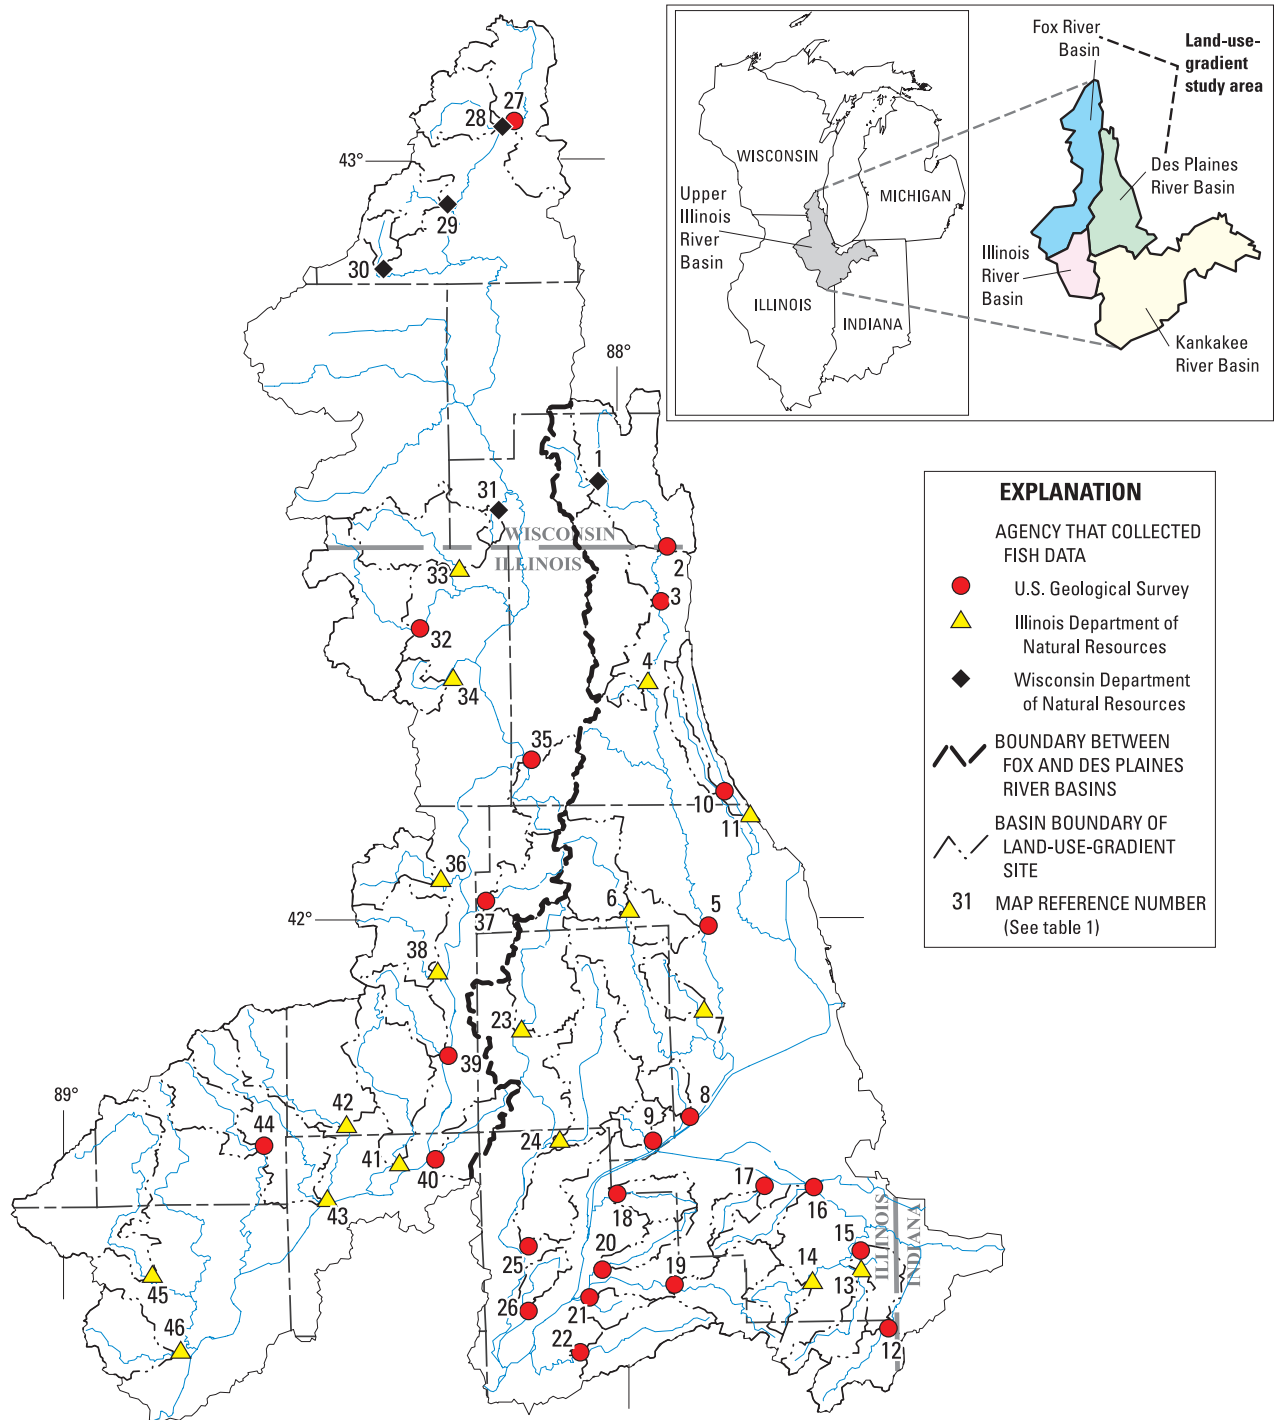 Fox River
Basin
Land-use-
gradient
study area
WISCONSIN
MICHIGAN
Upper
Illinois
River
Basin
ILLINOIS
INDIANA
Des Plaines
River Basin
Illinois
River
Basin
Kankakee
River Basin
27
28
43°
29
30
88°
1
31
WISCONSIN
ILLINOIS
2
33
3
32
4
34
35
10
11
36
6
5
37
42°
38
23
7
39
89°
8
42
9
44
24
41
40
17
43
18
16
15
ILLINOIS
INDIANA
25
20
19
14
13
45
26
21
22
12
46
EXPLANATION
AGENCY THAT COLLECTED
FISH DATA
U.S. Geological Survey
Illinois Department of
Natural Resources
Wisconsin Department
of Natural Resources
BOUNDARY BETWEEN
FOX AND DES PLAINES
RIVER BASINS
BASIN BOUNDARY OF
LAND-USE-GRADIENT
SITE
31 MAP REFERENCE NUMBER
(See table 1)